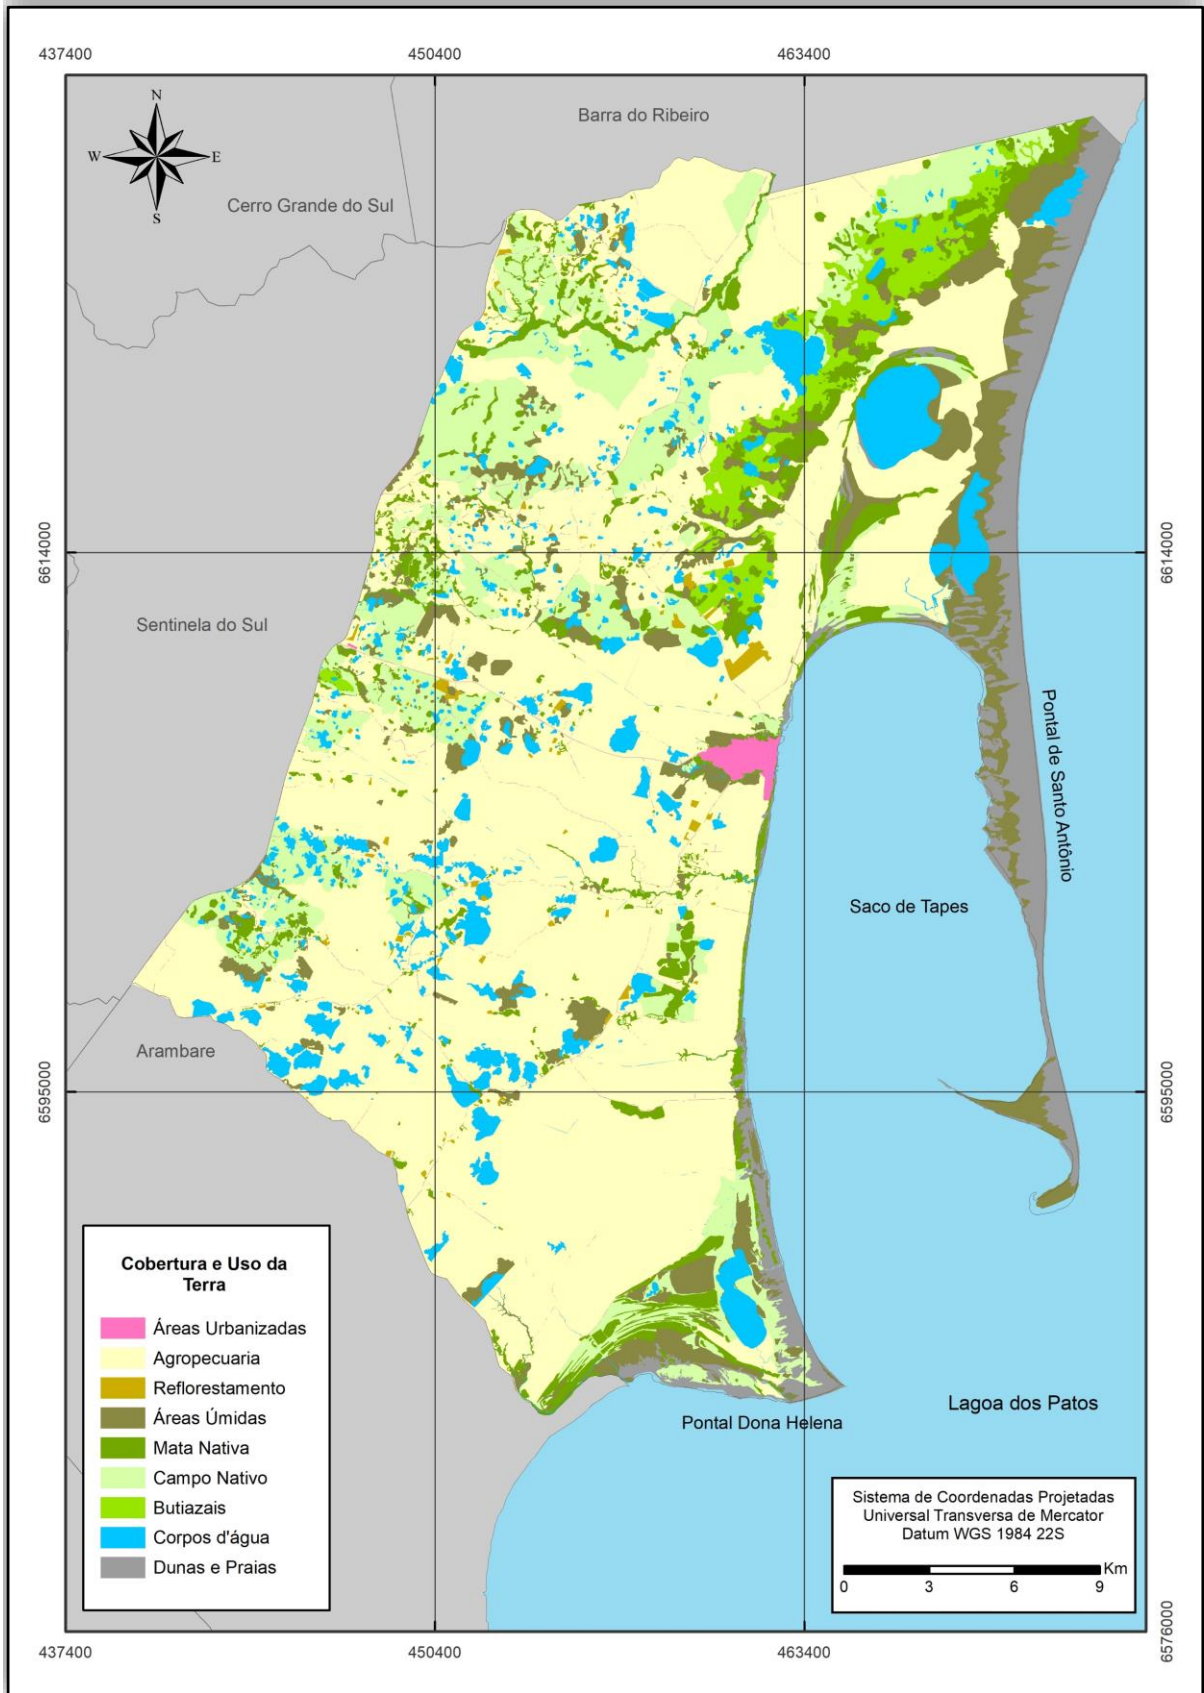 437400
450400
463400
N
W
E
S
Barra do Ribeiro
Cerro Grande do Sul
6614000
6614000
Sentinela do Sul
Pontal de Santo Antônio
Saco de Tapes
Arambare
6595000
6595000
Cobertura e Uso da
Terra
Áreas Urbanizadas
Agropecuaria
Reflorestamento
Áreas Úmidas
Mata Nativa
Campo Nativo
Butiazais
Corpos d'água
Dunas e Praias
Pontal Dona Helena
Lagoa dos Patos
Sistema de Coordenadas Projetadas
Universal Transversa de Mercator
Datum WGS 1984 22S
Km
0 3 6 9
6576000
437400
450400
463400